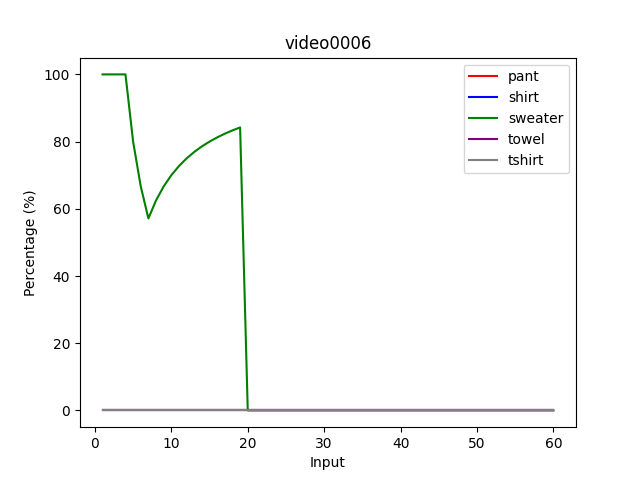 video0006
pant
shirt
sweater
towel
tshirt
Percentage (%)
100
80
60
40
20
0
0 10 20 30 40 50 60
Input